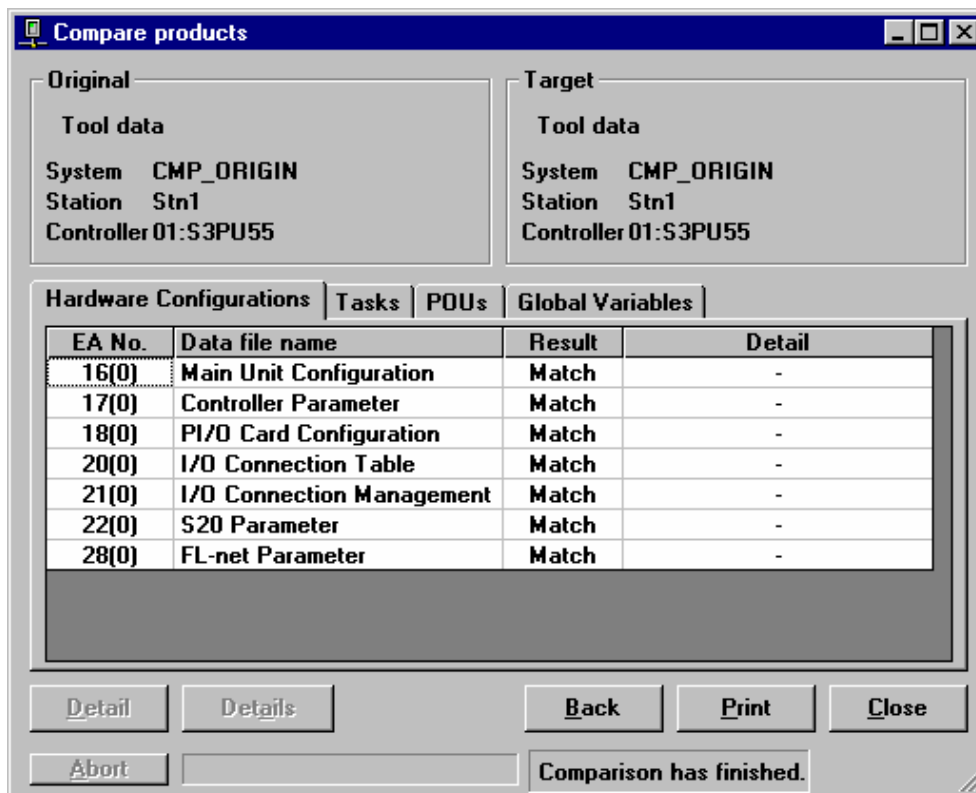 Compare products
Original
Tool data
System CMP_ORIGIN
Station Stn1
Controller 01:S3PU55
Target
Tool data
System CMP_ORIGIN
Station Stn1
Controller 01:S3PU55
Hardware Configurations Tasks POUs Global Variables
EA No. Data file name Result Detail
16(0) Main Unit Configuration Match -
17(0) Controller Parameter Match -
18(0) PI/O Card Configuration Match -
20(0) I/O Connection Table Match -
21(0) I/O Connection Management Match -
22(0) S20 Parameter Match -
28(0) FL-net Parameter Match -
Detail Details Back Print Close
Abort Comparison has finished.